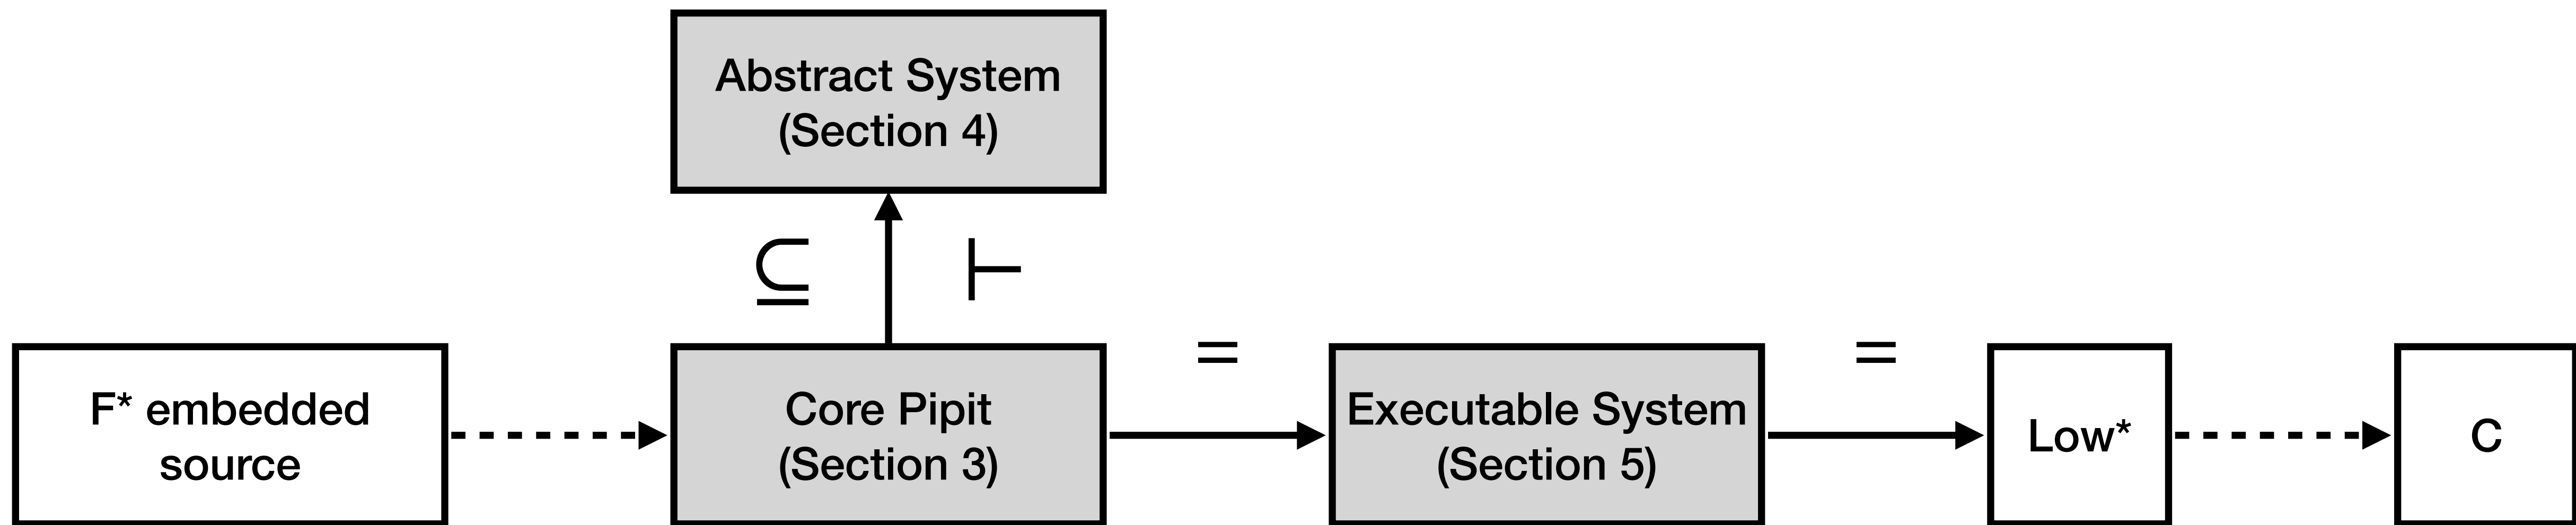 Abstract System
(Section 4)
⊆ ⊢
F* embedded
source
Core Pipit
(Section 3)
=
Executable System
(Section 5)
=
Low*
C